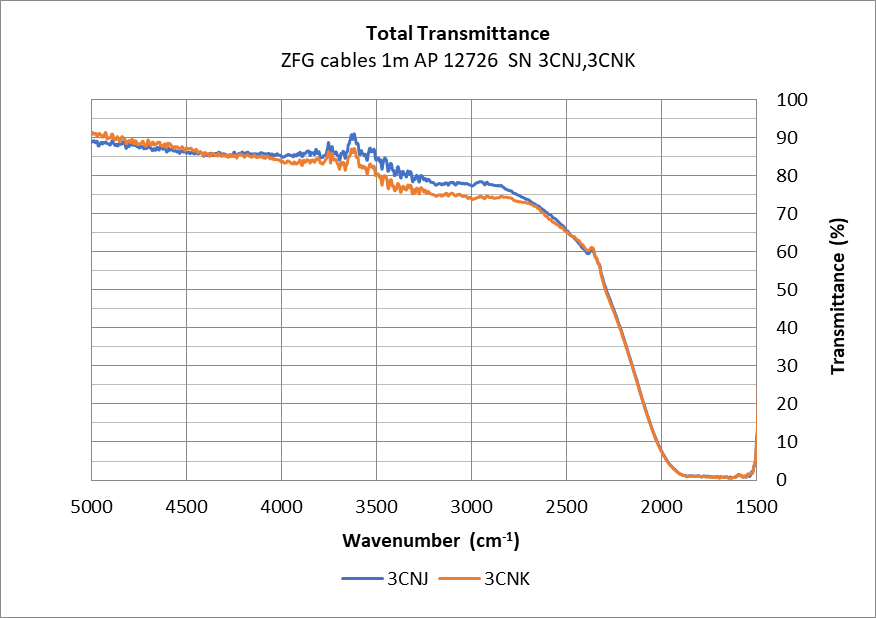 Total Transmittance
ZFG cables 1m AP 12726 SN 3CNJ,3CNK
100
90
80
70
60
50
40
30
20
10
0
Transmittance (%)
5000 4500 4000 3500 3000 2500 2000 1500
Wavenumber (cm-1)
3CNJ 3CNK